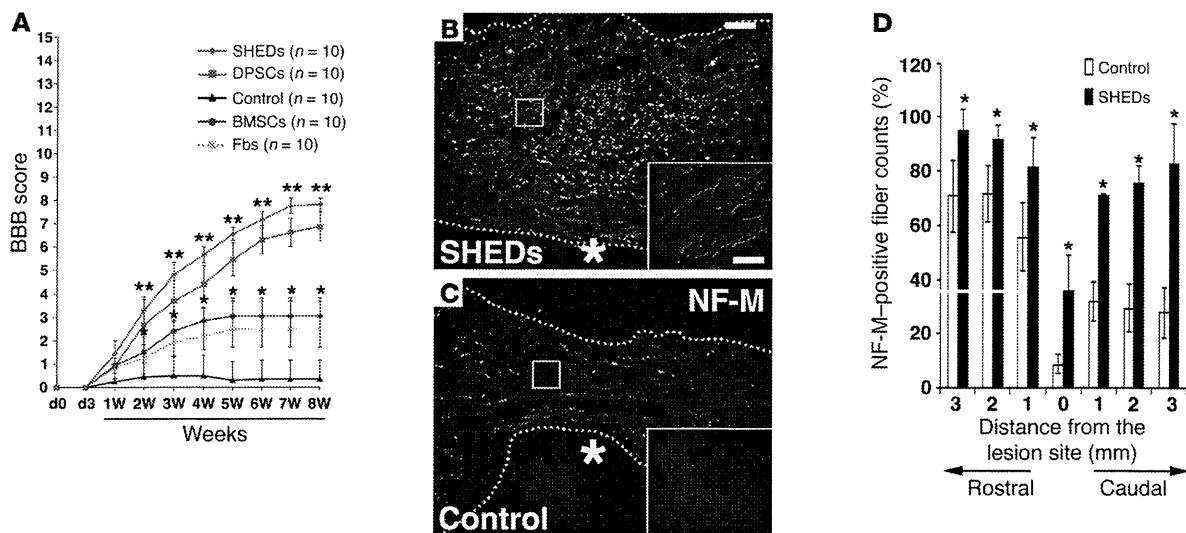 A
BBB score
15
14
13
12
11
10
9
8
7
6
5
4
3
2
1
0
SHEDs (n = 10)
DPSCs (n = 10)
Control (n = 10)
BMSCs (n = 10)
Fbs (n = 10)
** ** ** ** ** ** **
* * * * * * *
d0 d3 1W 2W 3W 4W 5W 6W 7W 8W
Weeks
B
SHEDs
*
C
NF-M
Control
*
D
NF-M–positive fiber counts (%)
120
100
80
60
40
20
0
Control
SHEDs
* * * * * * *
3 2 1 0 1 2 3
Distance from the
lesion site (mm)
Rostral Caudal